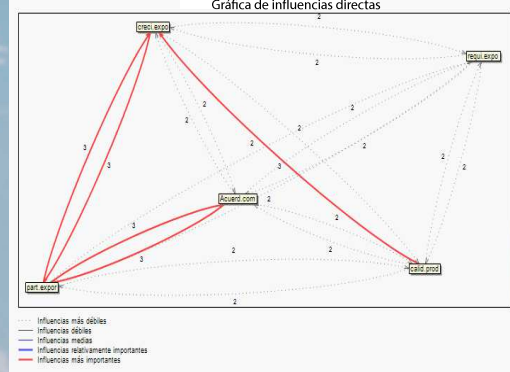 Gráfica de influencias directas
2
creci.expo
requi.expo
2
2
2
2
2
3
2
2
3
3
2
2
Acuerd.com
2
2
3
2
2
3
calid.prod
part.expor
2
Influencias más débiles
Influencias débiles
Influencias medias
Influencias relativamente importantes
Influencias más importantes